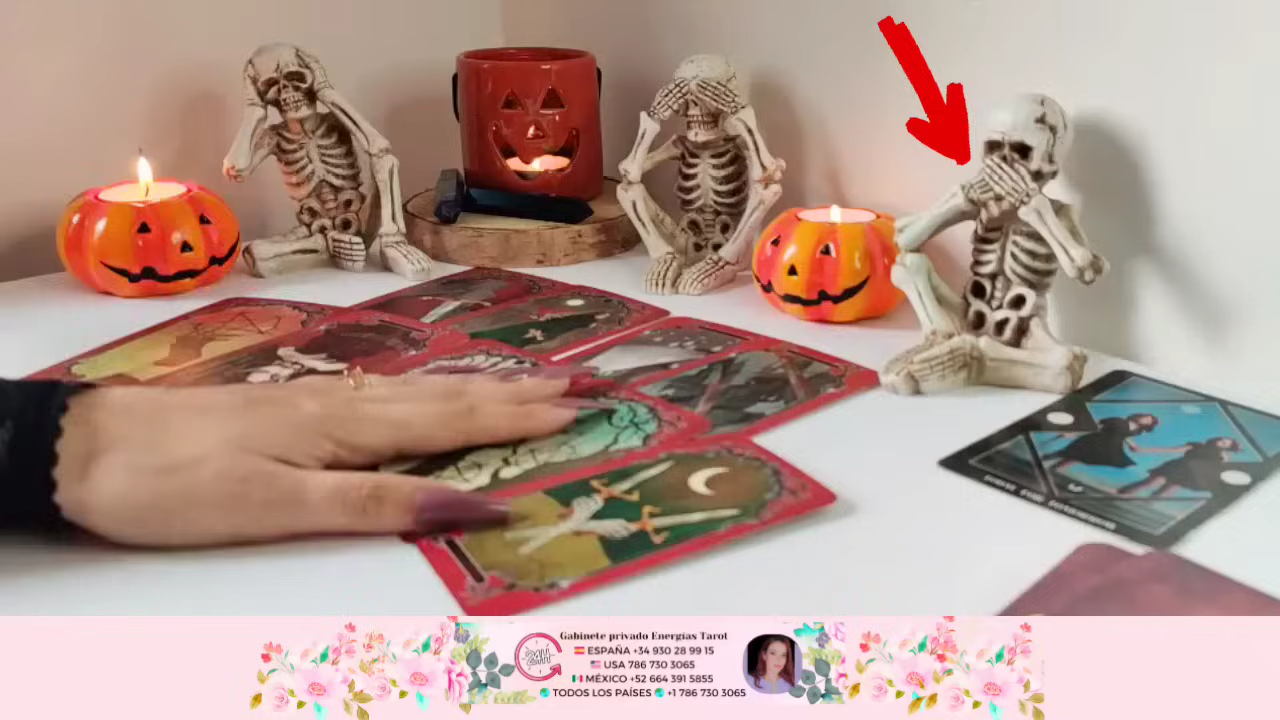 Gabinete privado Energías Tarot
24H
🇪🇸 ESPAÑA +34 930 28 99 15
🇺🇸 USA 786 730 3065
🇲🇽 MÉXICO +52 664 391 5855
🌎 TODOS LOS PAÍSES 🌎 +1 786 730 3065